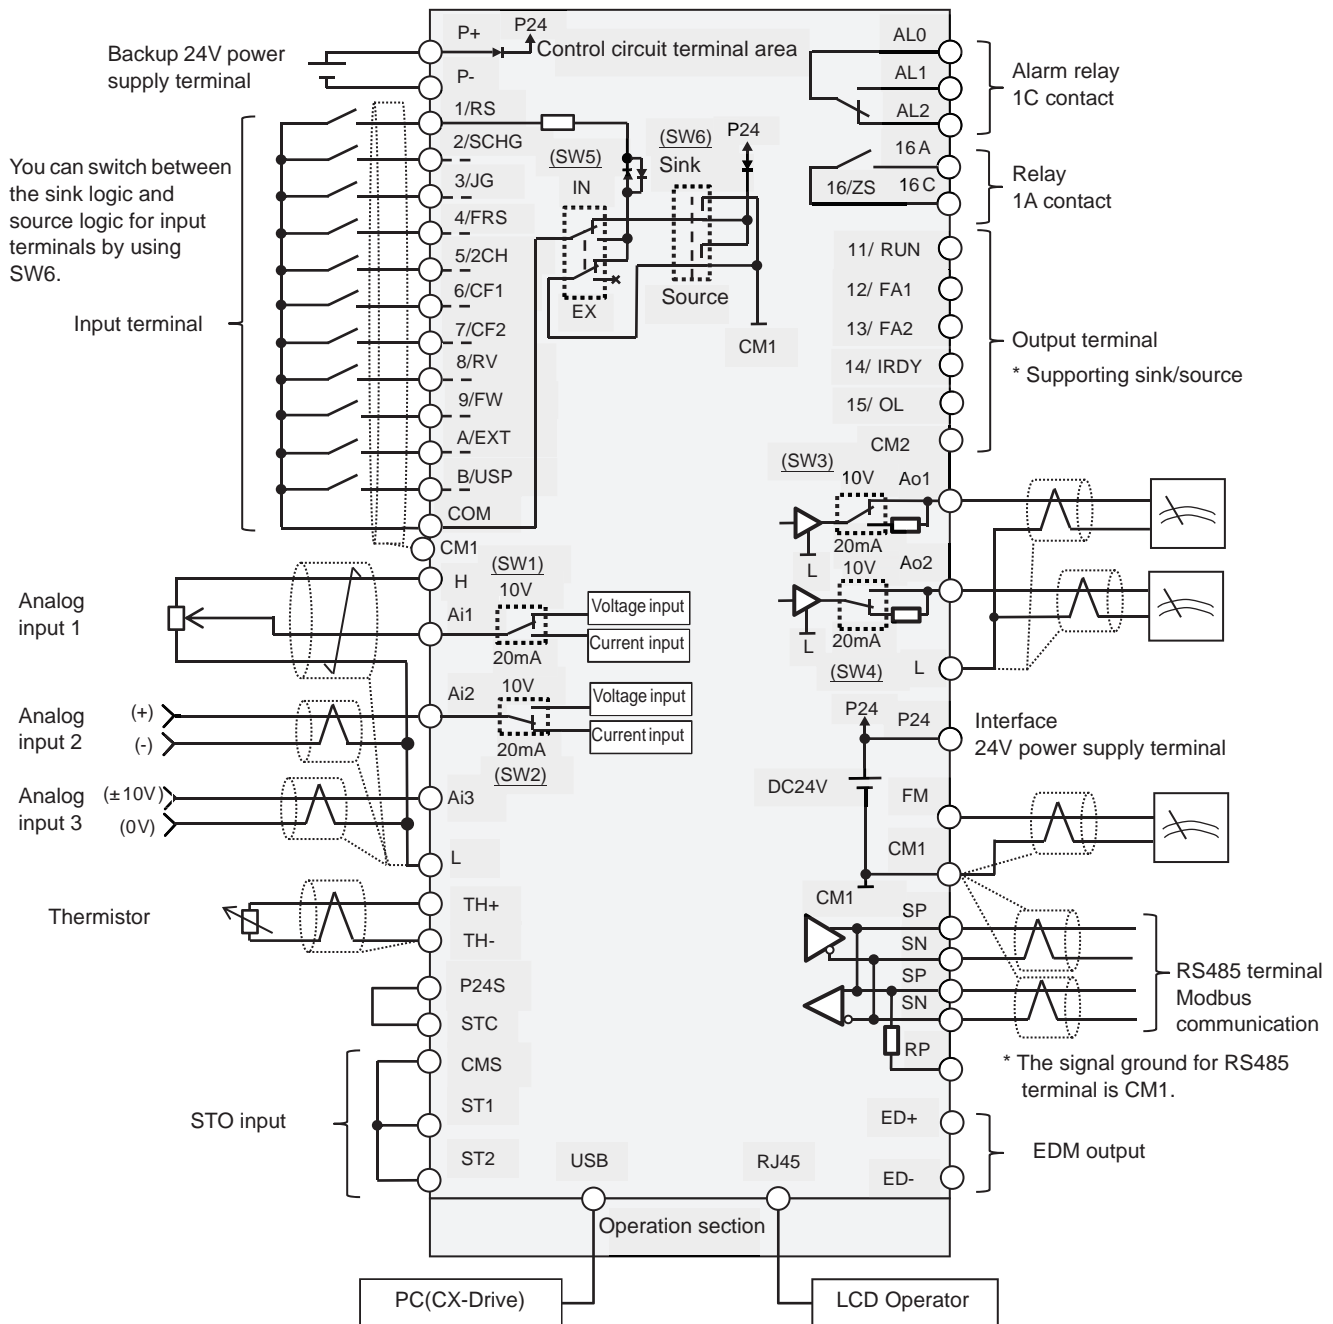 Backup 24V power
supply terminal
P+
P24
Control circuit terminal area
P-
You can switch between
the sink logic and
source logic for input
terminals by using
SW6.
Input terminal
1/RS
2/SCHG
3/JG
4/FRS
5/2CH
6/CF1
7/CF2
8/RV
9/FW
A/EXT
B/USP
COM
CM1
(SW5)
IN
EX
(SW6)
Sink
Source
P24
CM1
AL0
AL1
AL2
Alarm relay
1C contact
16 A
16/ZS
16 C
Relay
1A contact
11/ RUN
12/ FA1
13/ FA2
14/ IRDY
15/ OL
CM2
Output terminal
* Supporting sink/source
Analog
input 1
H
Ai1
(SW1)
10V
20mA
Voltage input
Current input
Analog
input 2
(+)
(-)
Ai2
10V
20mA
(SW2)
Voltage input
Current input
Analog
input 3
(±10V)
(0V)
Ai3
L
Thermistor
TH+
TH-
P24S
STC
CMS
ST1
ST2
STO input
(SW3)
10V
Ao1
20mA
L
10V
Ao2
20mA
L
(SW4)
L
P24
P24
Interface
24V power supply terminal
DC24V
FM
CM1
CM1
SP
SN
SP
SN
RP
RS485 terminal
Modbus
communication
* The signal ground for RS485
terminal is CM1.
ED+
ED-
EDM output
USB
RJ45
Operation section
PC(CX-Drive)
LCD Operator